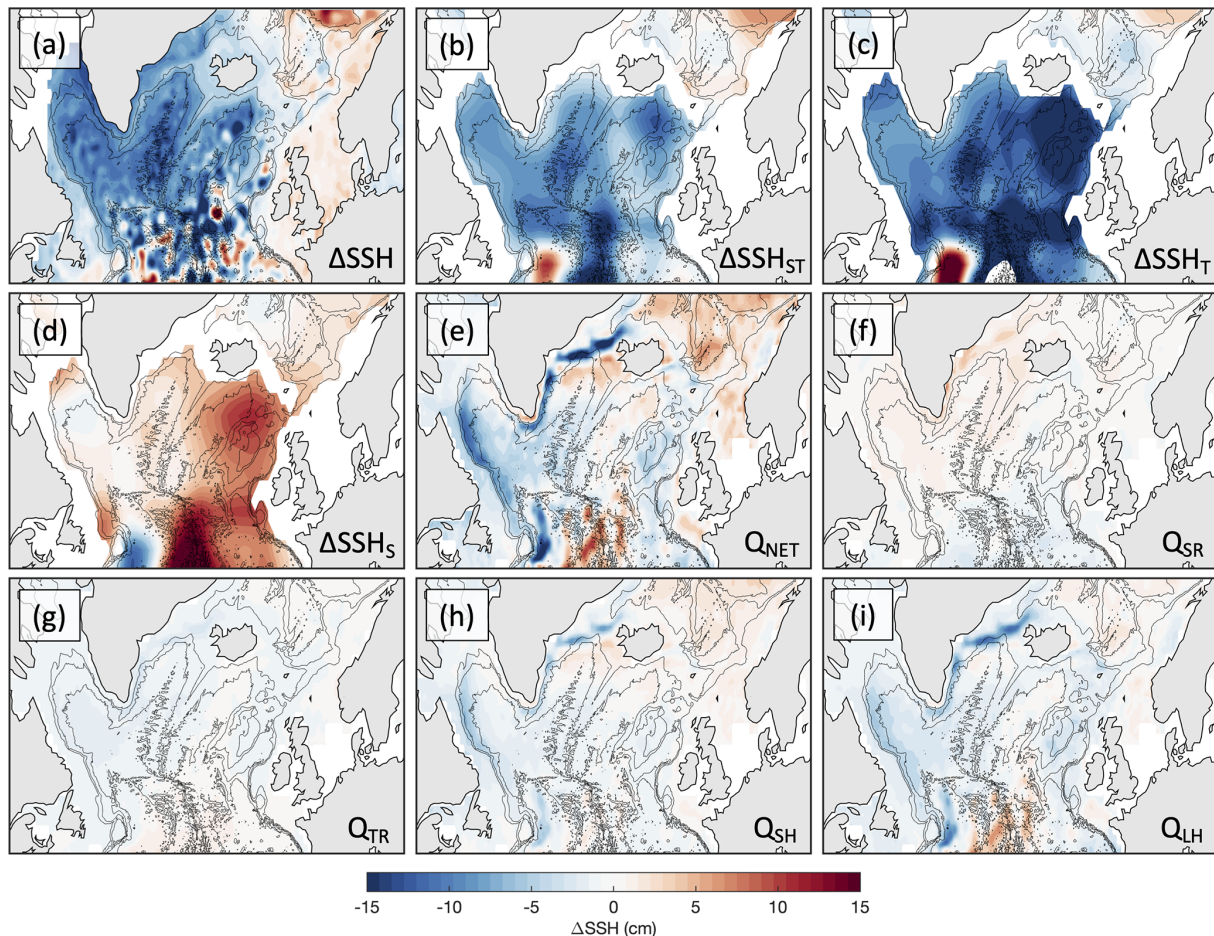 (a)
ΔSSH
(b)
ΔSSH_ST
(c)
ΔSSH_T
(d)
ΔSSH_S
(e)
Q_NET
(f)
Q_SR
(g)
Q_TR
(h)
Q_SH
(i)
Q_LH
-15 -10 -5 0 5 10 15
ΔSSH (cm)